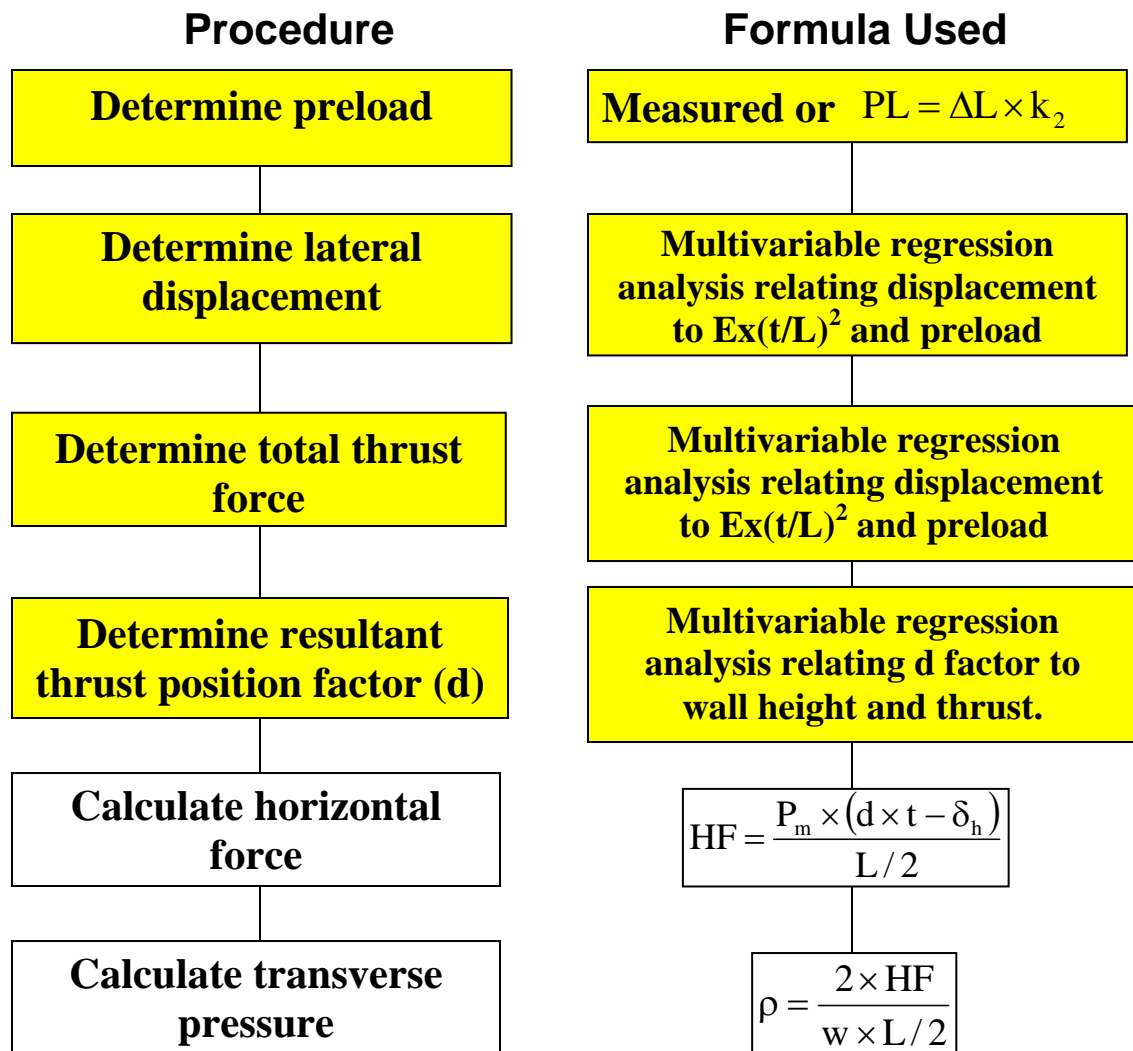 Procedure
Formula Used
Determine preload
Measured or PL = ΔL × k₂
Determine lateral
displacement
Multivariable regression
analysis relating displacement
to Ex(t/L)² and preload
Determine total thrust
force
Multivariable regression
analysis relating displacement
to Ex(t/L)² and preload
Determine resultant
thrust position factor (d)
Multivariable regression
analysis relating d factor to
wall height and thrust.
Calculate horizontal
force
HF = P_m × (d × t − δ_h) / L / 2
Calculate transverse
pressure
ρ = 2 × HF / w × L / 2